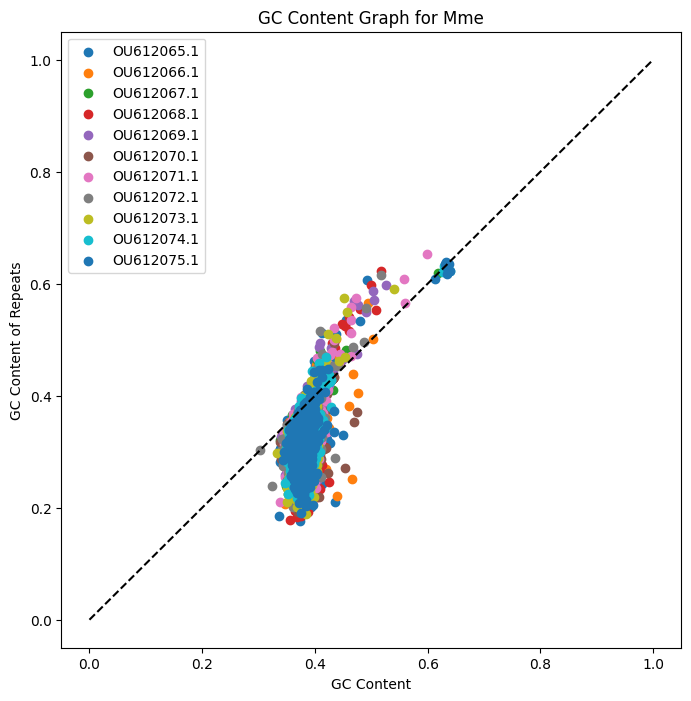 GC Content Graph for Mme
OU612065.1
OU612066.1
OU612067.1
OU612068.1
OU612069.1
OU612070.1
OU612071.1
OU612072.1
OU612073.1
OU612074.1
OU612075.1
GC Content of Repeats
1.0
0.8
0.6
0.4
0.2
0.0
0.0 0.2 0.4 0.6 0.8 1.0
GC Content